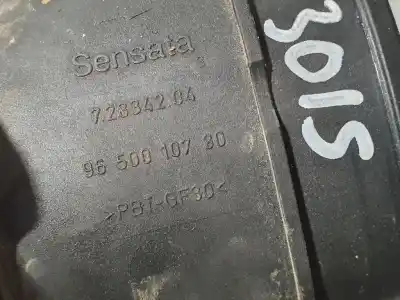 Sensata
7.28342.04
96 500 107 80
>PBT-GF30<
3015